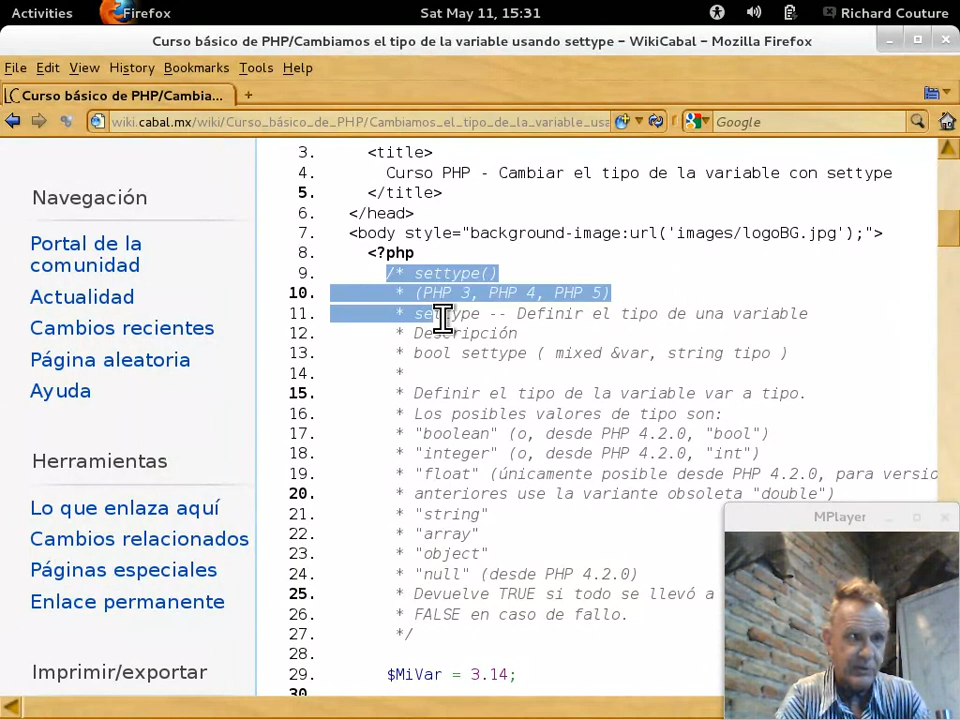 Activities
Firefox
Sat May 11, 15:31
Richard Couture
Curso básico de PHP/Cambiamos el tipo de la variable usando settype – WikiCabal – Mozilla Firefox
File Edit View History Bookmarks Tools Help
Curso básico de PHP/Cambia...
wiki.cabal.mx/wiki/Curso_básico_de_PHP/Cambiamos_el_tipo_de_la_variable_usa
Google
Navegación
Portal de la
comunidad
Actualidad
Cambios recientes
Página aleatoria
Ayuda
Herramientas
Lo que enlaza aquí
Cambios relacionados
Páginas especiales
Enlace permanente
Imprimir/exportar
3. <title>
4. Curso PHP - Cambiar el tipo de la variable con settype
5. </title>
6. </head>
7. <body style="background-image:url('images/logoBG.jpg');">
8. <?php
9. /* settype()
10. * (PHP 3, PHP 4, PHP 5)
11. * settype -- Definir el tipo de una variable
12. * Descripción
13. * bool settype ( mixed &var, string tipo )
14. *
15. * Definir el tipo de la variable var a tipo.
16. * Los posibles valores de tipo son:
17. * "boolean" (o, desde PHP 4.2.0, "bool")
18. * "integer" (o, desde PHP 4.2.0, "int")
19. * "float" (únicamente posible desde PHP 4.2.0, para versio
20. * anteriores use la variante obsoleta "double")
21. * "string"
22. * "array"
23. * "object"
24. * "null" (desde PHP 4.2.0)
25. * Devuelve TRUE si todo se llevó a
26. * FALSE en caso de fallo.
27. */
28.
29. $MiVar = 3.14;
30
MPlayer